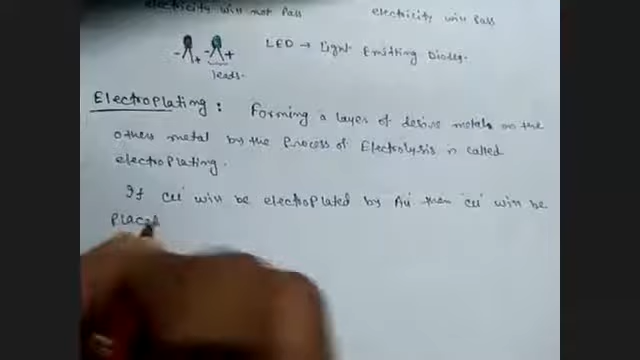 electricity will not Pass electricity will Pass
- + - + LED → Light Emitting Diodes.
leads.
Electroplating : Forming a layer of desire metals on the
others metal by the Process of Electrolysis is called
electroplating.
If 'cu' will be electroplated by 'Au' then 'cu' will be
Placed